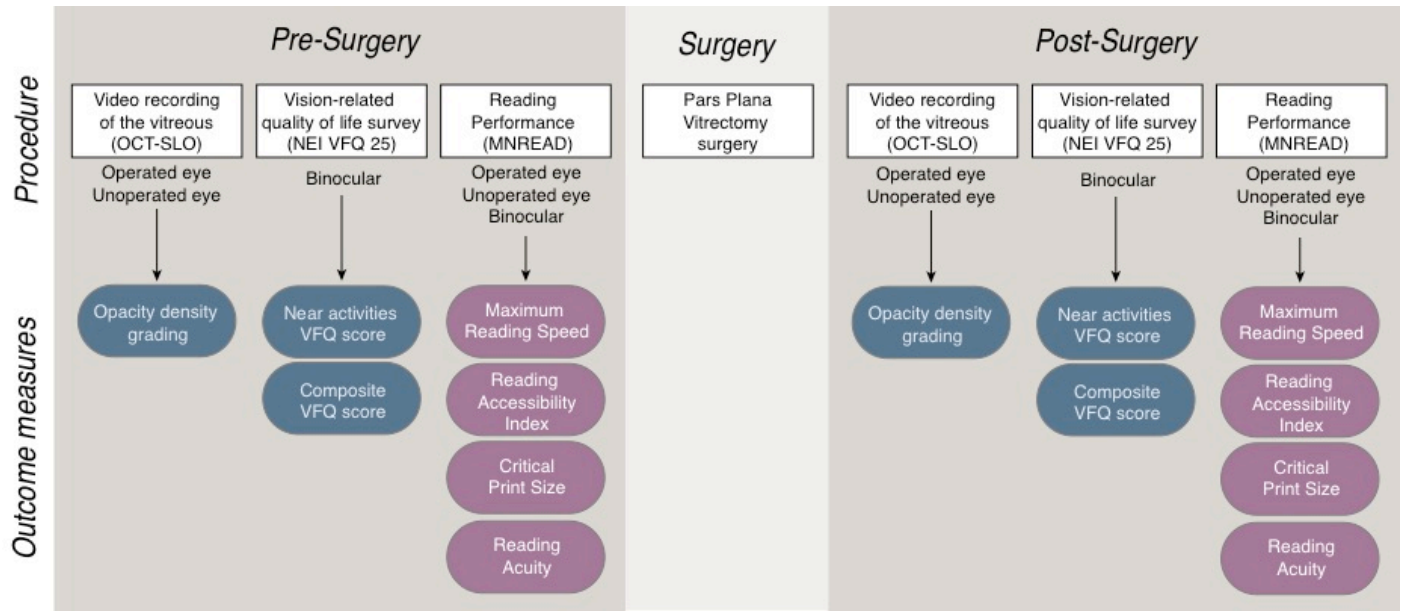 Pre-Surgery
Surgery
Post-Surgery
Procedure
Video recording
of the vitreous
(OCT-SLO)
Operated eye
Unoperated eye
Vision-related
quality of life survey
(NEI VFQ 25)
Binocular
Reading
Performance
(MNREAD)
Operated eye
Unoperated eye
Binocular
Pars Plana
Vitrectomy
surgery
Video recording
of the vitreous
(OCT-SLO)
Operated eye
Unoperated eye
Vision-related
quality of life survey
(NEI VFQ 25)
Binocular
Reading
Performance
(MNREAD)
Operated eye
Unoperated eye
Binocular
Outcome measures
Opacity density
grading
Near activities
VFQ score
Composite
VFQ score
Maximum
Reading Speed
Reading
Accessibility
Index
Critical
Print Size
Reading
Acuity
Opacity density
grading
Near activities
VFQ score
Composite
VFQ score
Maximum
Reading Speed
Reading
Accessibility
Index
Critical
Print Size
Reading
Acuity